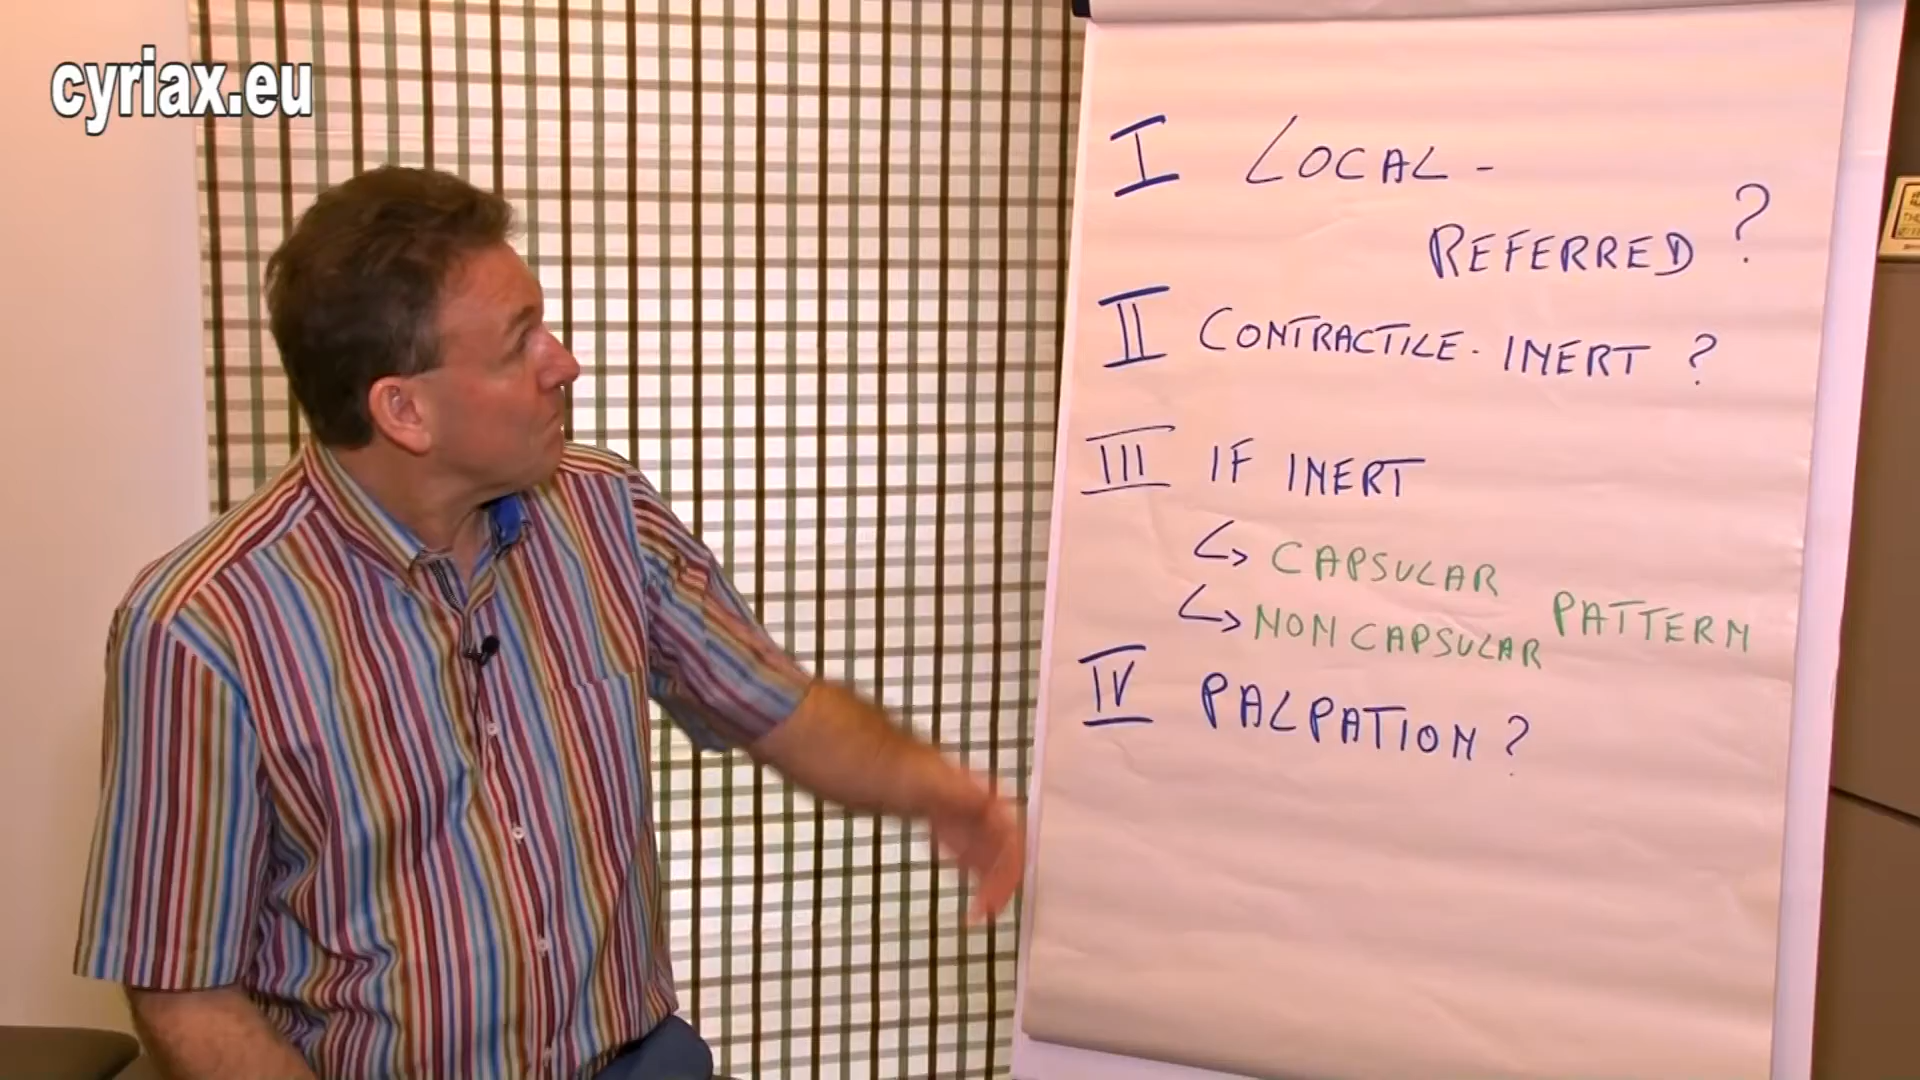 cyriax.eu
I LOCAL -
REFERRED ?
II CONTRACTILE - INERT ?
III IF INERT
↳ CAPSULAR
PATTERN
↳ NON CAPSULAR
IV PALPATION ?